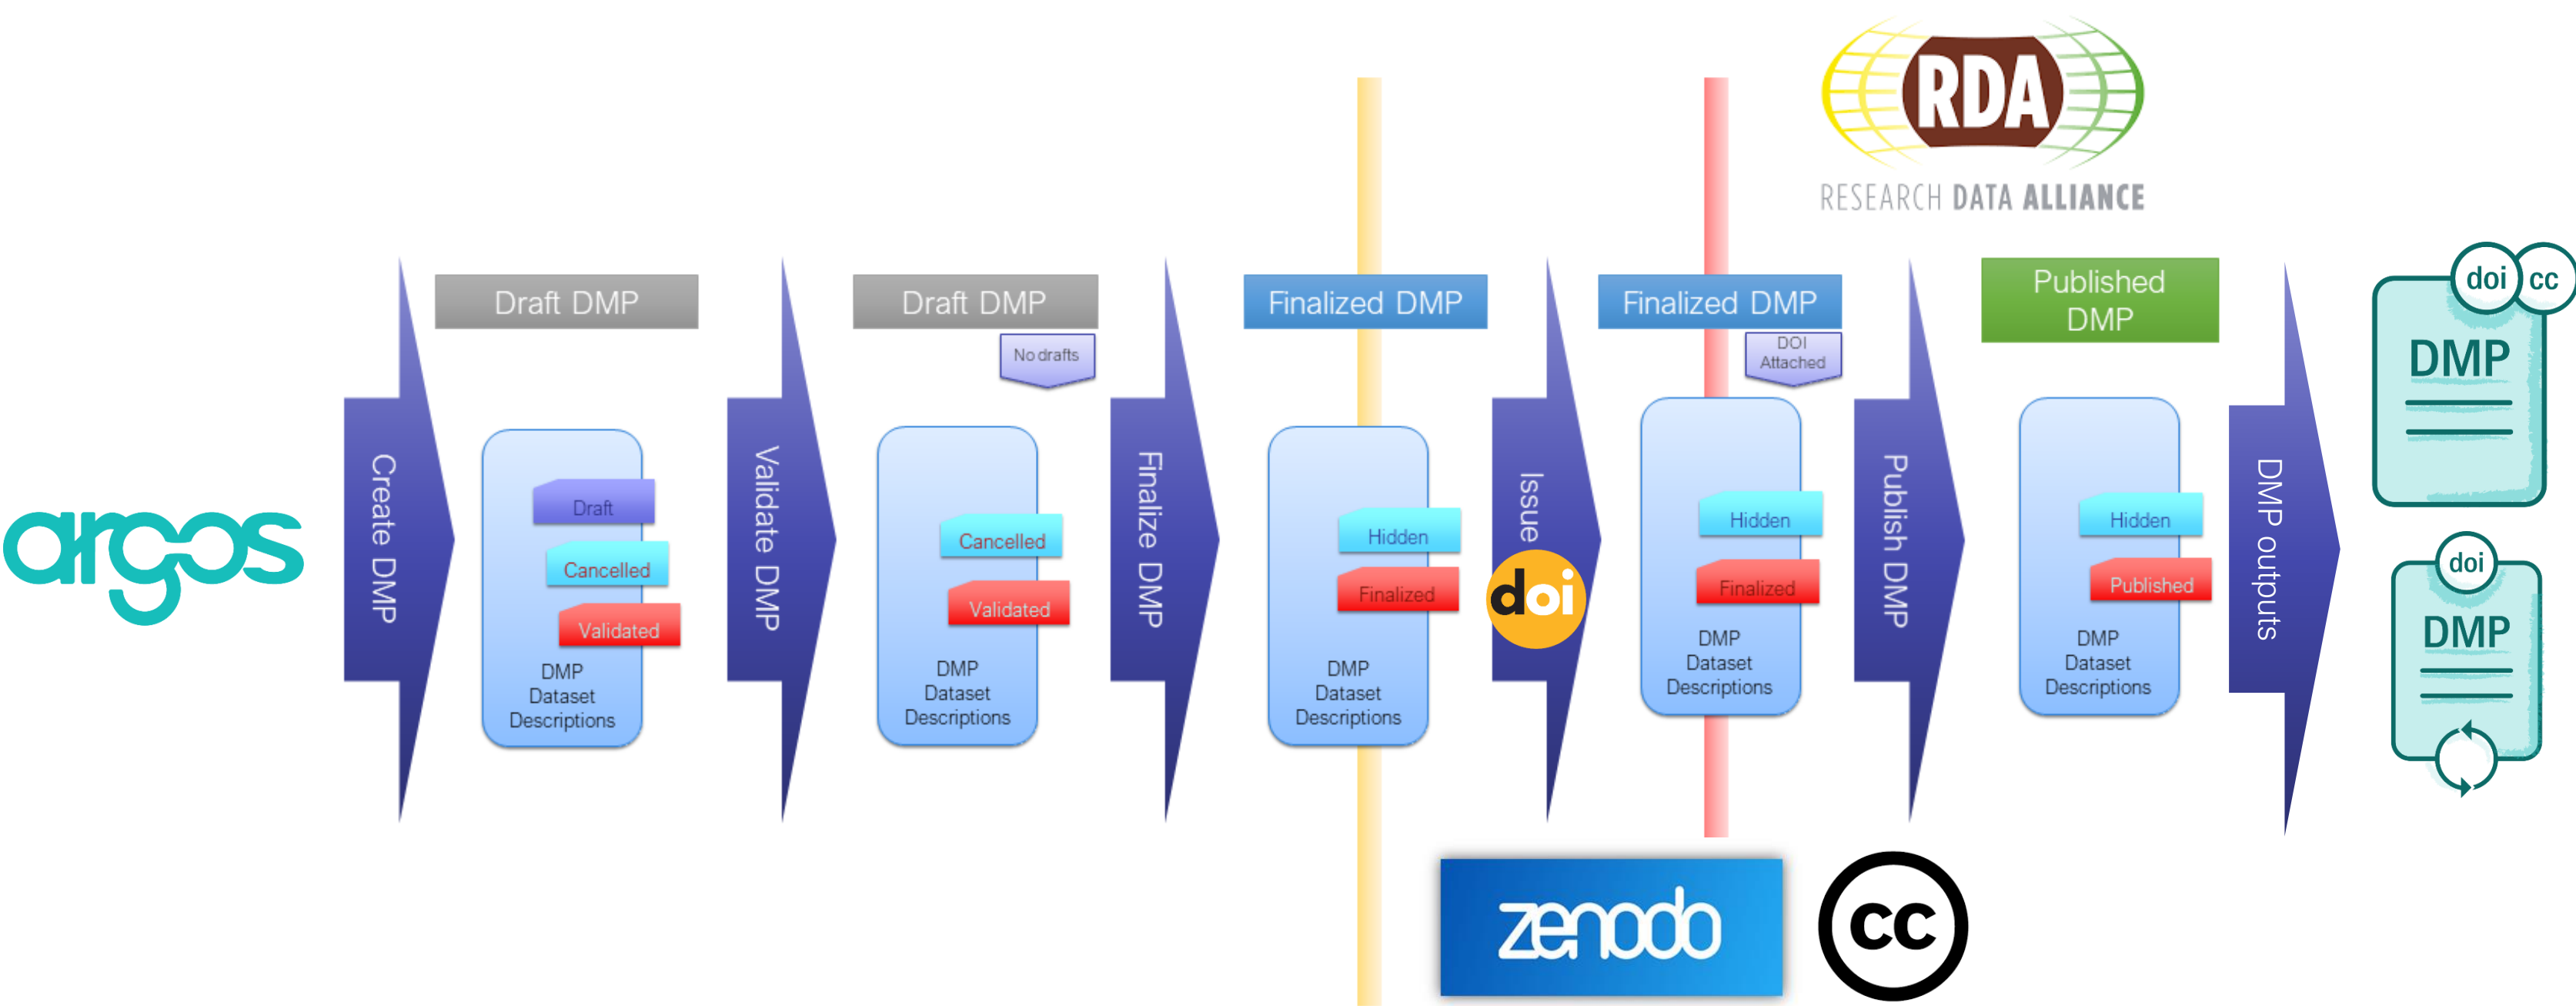 argos
Create DMP
Draft DMP
Draft
Cancelled
Validated
DMP
Dataset
Descriptions
Validate DMP
Draft DMP
No drafts
Cancelled
Validated
DMP
Dataset
Descriptions
Finalize DMP
Finalized DMP
Hidden
Finalized
DMP
Dataset
Descriptions
Issue
doi
Finalized DMP
DOI
Attached
Hidden
Finalized
DMP
Dataset
Descriptions
zenodo
cc
RDA
RESEARCH DATA ALLIANCE
Publish DMP
Published
DMP
Hidden
Published
DMP
Dataset
Descriptions
DMP outputs
doi
cc
DMP
doi
DMP